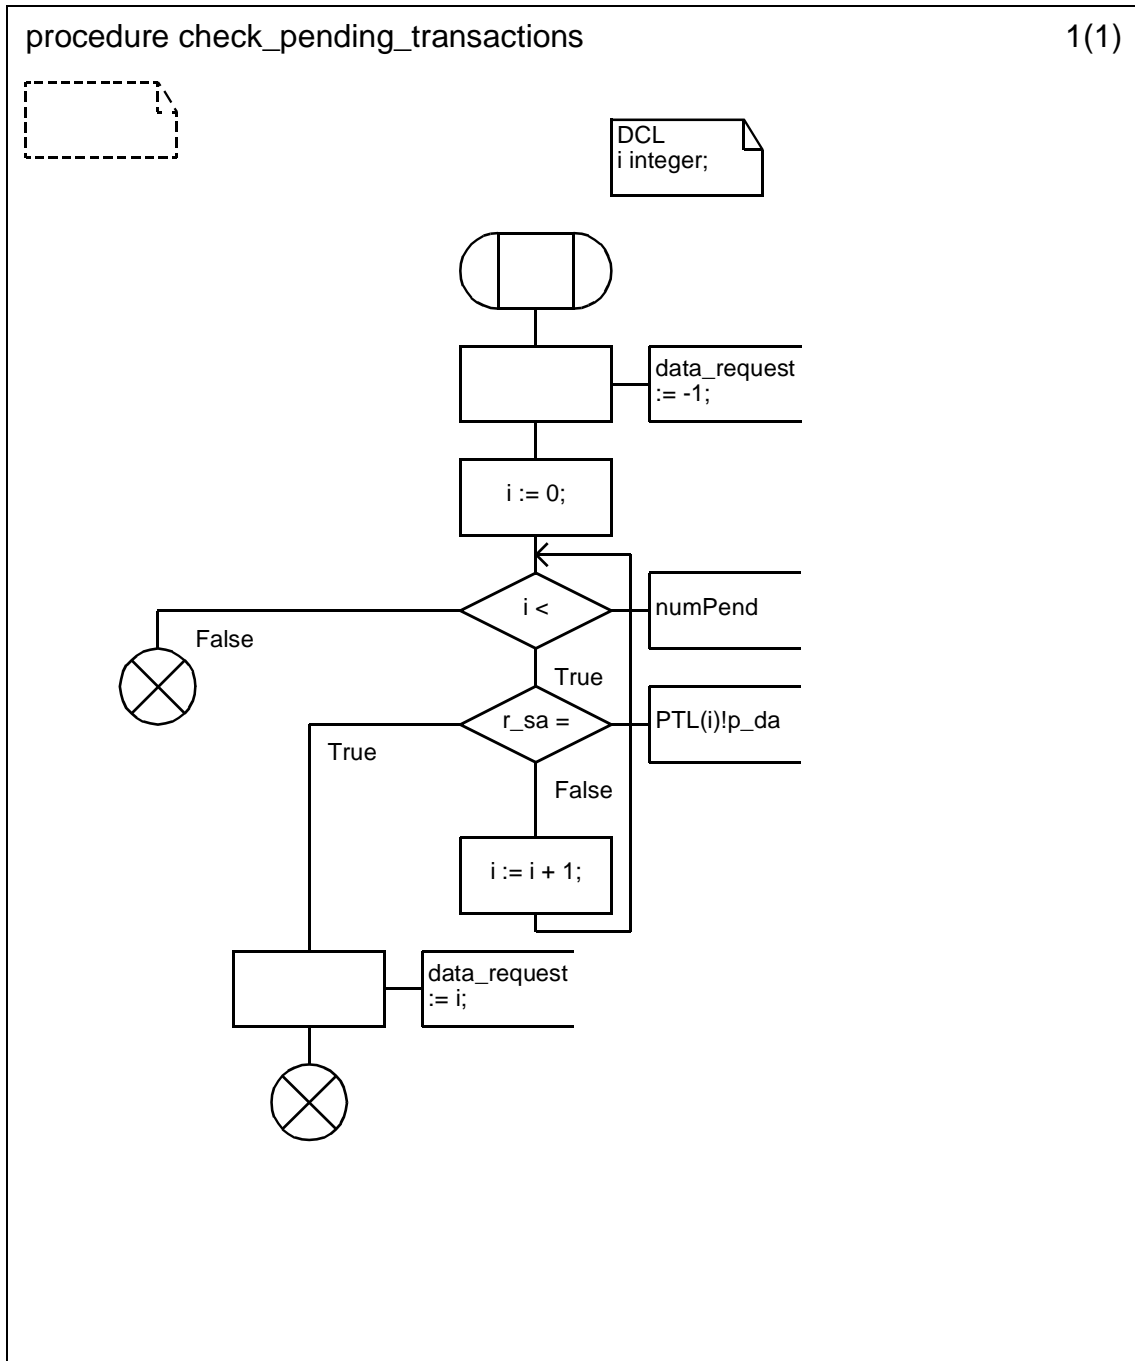 procedure check_pending_transactions
1(1)
DCL
i integer;
data_request
:= -1;
i := 0;
i <
numPend
False
True
r_sa =
PTL(i)!p_da
True
False
i := i + 1;
data_request
:= i;